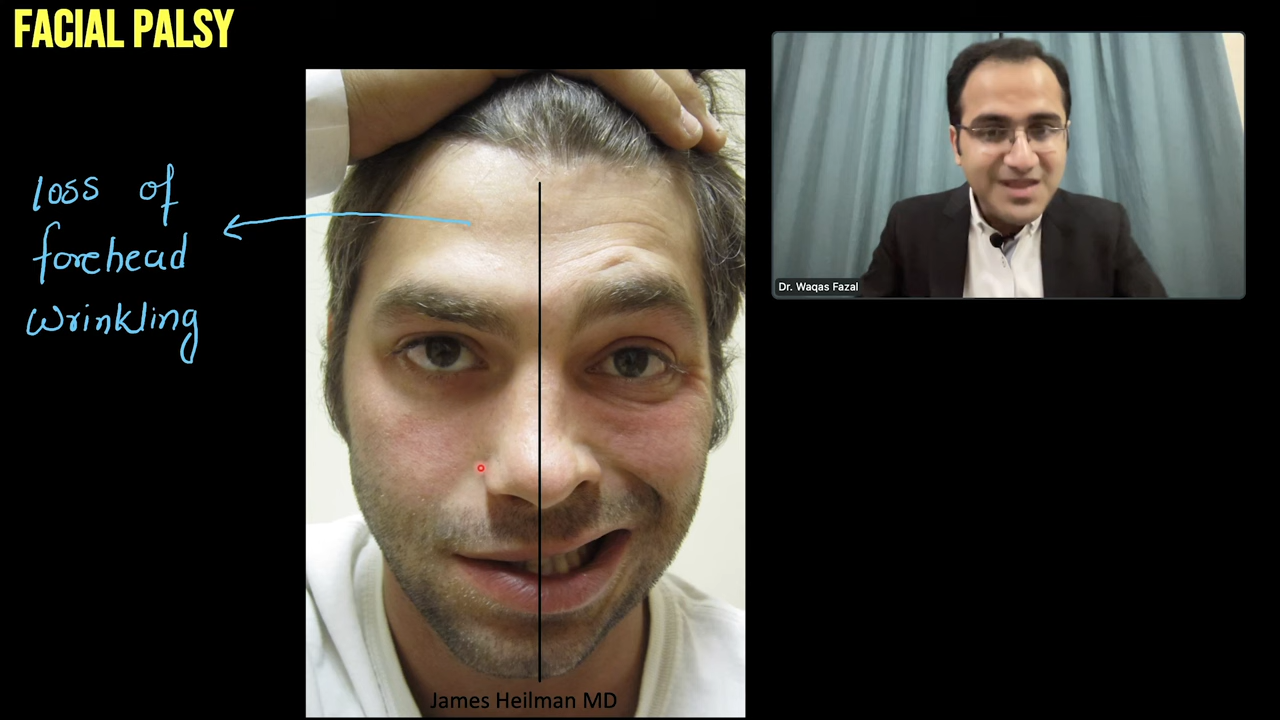 FACIAL PALSY
loss of
forehead
wrinkling
Dr. Waqas Fazal
James Heilman MD